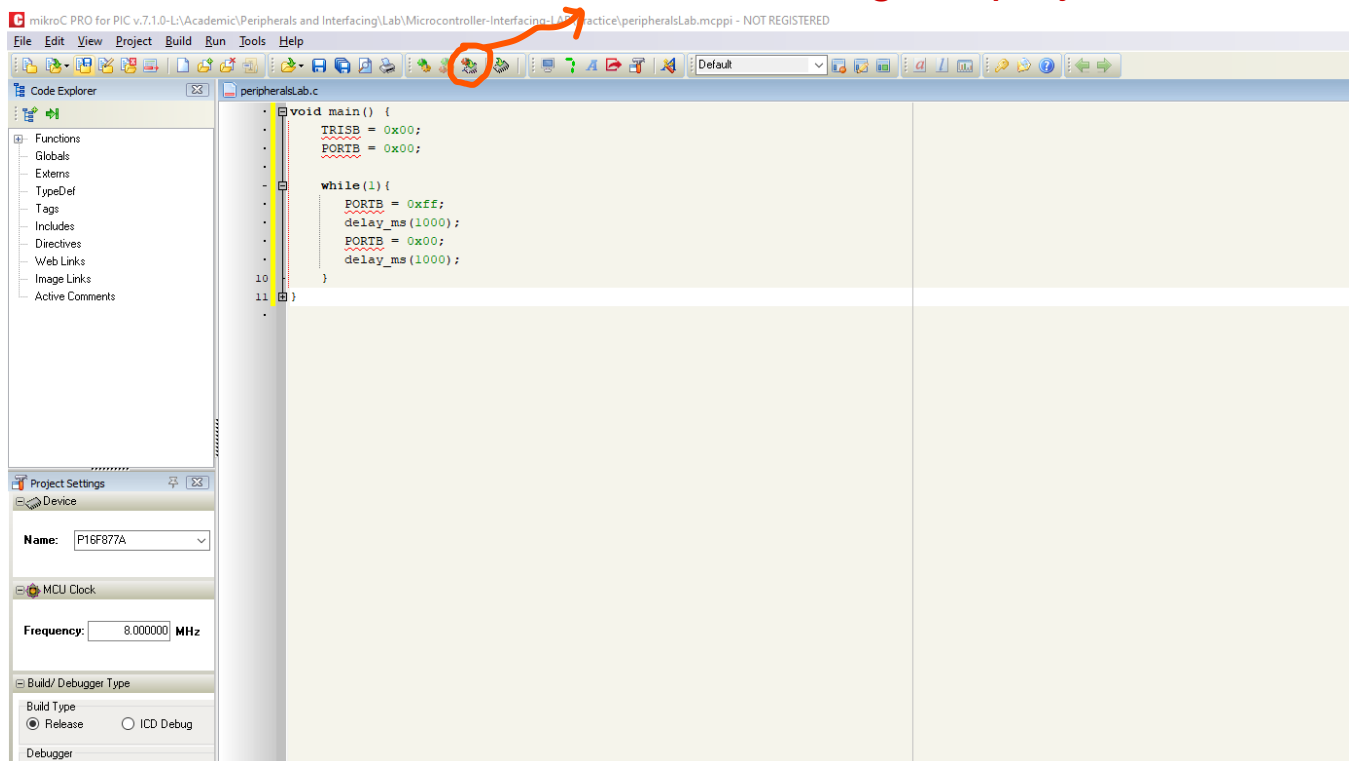 mikroC PRO for PIC v.7.1.0-L:\Academic\Peripherals and Interfacing\Lab\Microcontroller-Interfacing-LAB\practice\peripheralsLab.mcppi - NOT REGISTERED
File Edit View Project Build Run Tools Help
Default
Code Explorer
peripheralsLab.c
Functions
Globals
Externs
TypeDef
Tags
Includes
Directives
Web Links
Image Links
Active Comments
void main() {
TRISB = 0x00;
PORTB = 0x00;
while(1){
PORTB = 0xff;
delay_ms(1000);
PORTB = 0x00;
delay_ms(1000);
10 }
11 }
Project Settings
Device
Name: P16F877A
MCU Clock
Frequency: 8.000000 MHz
Build/ Debugger Type
Build Type
Release ICD Debug
Debugger